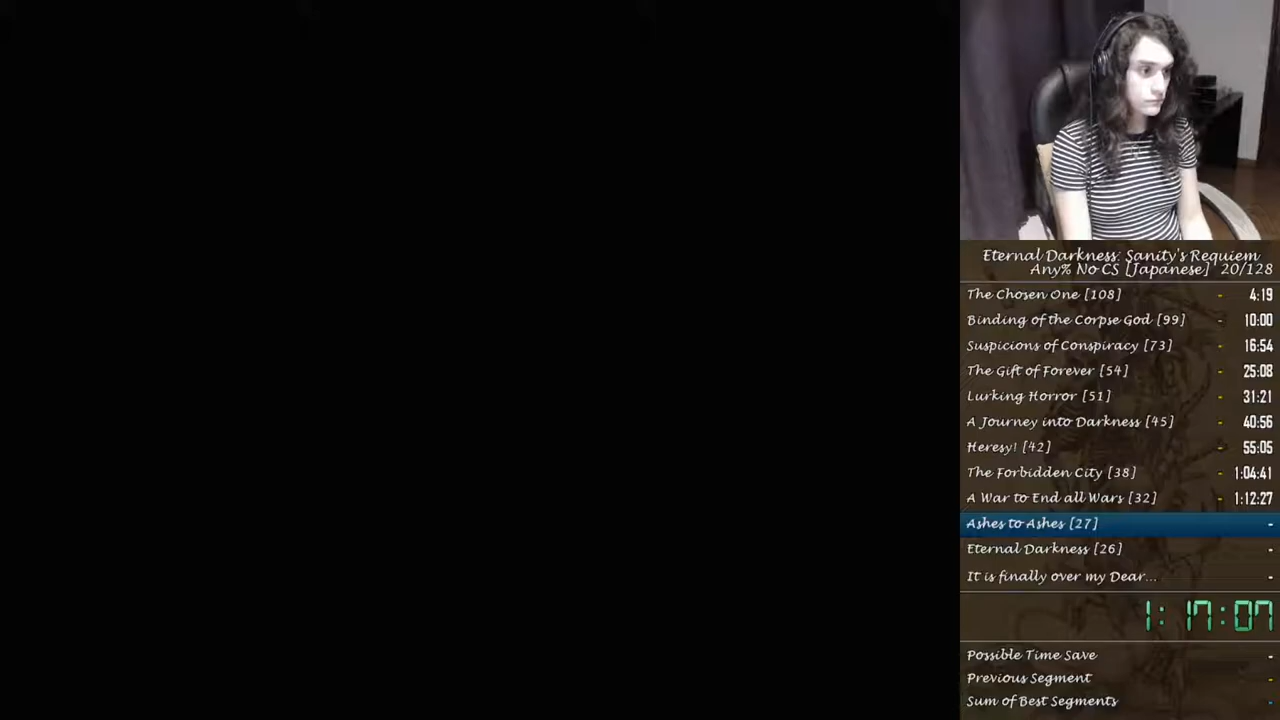 Eternal Darkness: Sanity's Requiem
Any% No CS [Japanese] 20/128
The Chosen One [108] - 4:19
Binding of the Corpse God [99] - 10:00
Suspicions of Conspiracy [73] - 16:54
The Gift of Forever [54] - 25:08
Lurking Horror [51] - 31:21
A Journey into Darkness [45] - 40:56
Heresy! [42] - 55:05
The Forbidden City [38] - 1:04:41
A War to End all Wars [32] - 1:12:27
Ashes to Ashes [27] -
Eternal Darkness [26] -
It is finally over my Dear... -
1:17:07
Possible Time Save -
Previous Segment -
Sum of Best Segments -